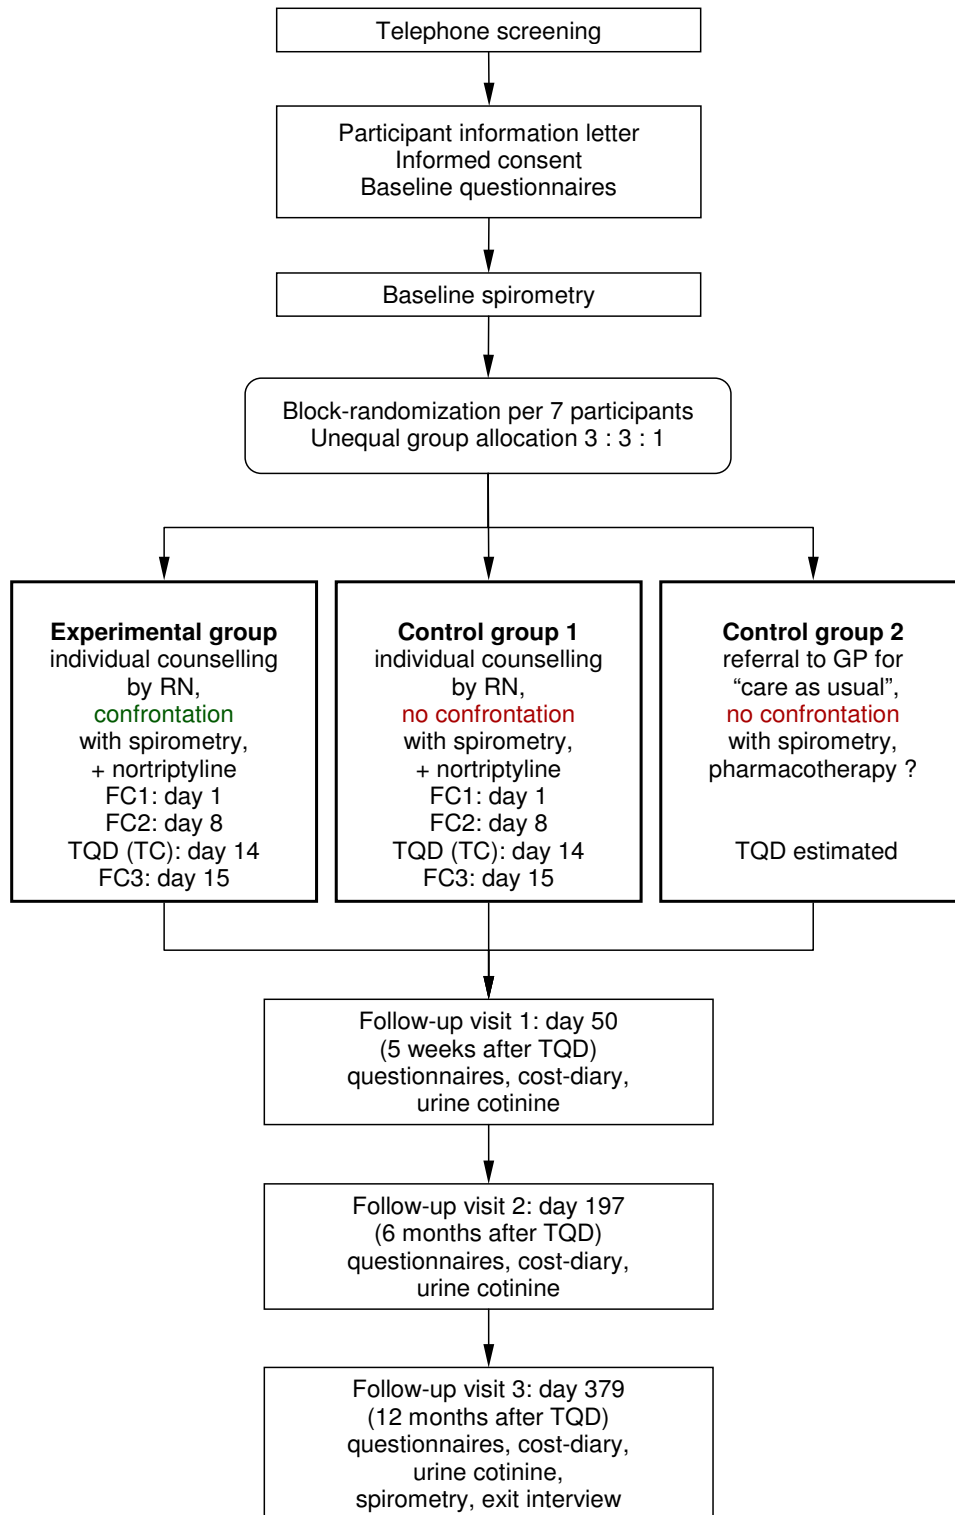 Telephone screening
Participant information letter
Informed consent
Baseline questionnaires
Baseline spirometry
Block-randomization per 7 participants
Unequal group allocation 3 : 3 : 1
Experimental group
individual counselling
by RN,
confrontation
with spirometry,
+ nortriptyline
FC1: day 1
FC2: day 8
TQD (TC): day 14
FC3: day 15
Control group 1
individual counselling
by RN,
no confrontation
with spirometry,
+ nortriptyline
FC1: day 1
FC2: day 8
TQD (TC): day 14
FC3: day 15
Control group 2
referral to GP for
“care as usual”,
no confrontation
with spirometry,
pharmacotherapy ?
TQD estimated
Follow-up visit 1: day 50
(5 weeks after TQD)
questionnaires, cost-diary,
urine cotinine
Follow-up visit 2: day 197
(6 months after TQD)
questionnaires, cost-diary,
urine cotinine
Follow-up visit 3: day 379
(12 months after TQD)
questionnaires, cost-diary,
urine cotinine,
spirometry, exit interview